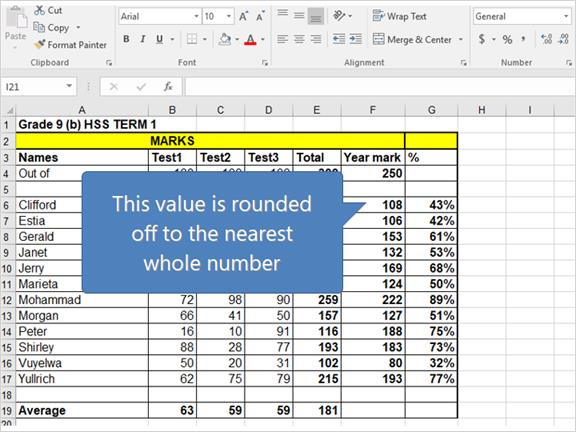 Cut
Copy
Format Painter
Paste
Clipboard
Arial 10 A A
B I U A
Font
Wrap Text
Merge & Center
Alignment
General
$ % ,
Number
I21 fx
A B C D E F G H I
1 Grade 9 (b) HSS TERM 1
2 MARKS
3 Names Test1 Test2 Test3 Total Year mark %
4 Out of 250
5
6 Clifford 108 43%
7 Estia 106 42%
8 Gerald 153 61%
9 Janet 132 53%
10 Jerry 169 68%
11 Marieta 124 50%
This value is rounded
off to the nearest
whole number
12 Mohammad 72 98 90 259 222 89%
13 Morgan 66 41 50 157 127 51%
14 Peter 16 10 91 116 188 75%
15 Shirley 88 28 77 193 183 73%
16 Vuyelwa 50 20 31 102 80 32%
17 Yullrich 62 75 79 215 193 77%
18
19 Average 63 59 59 181
20